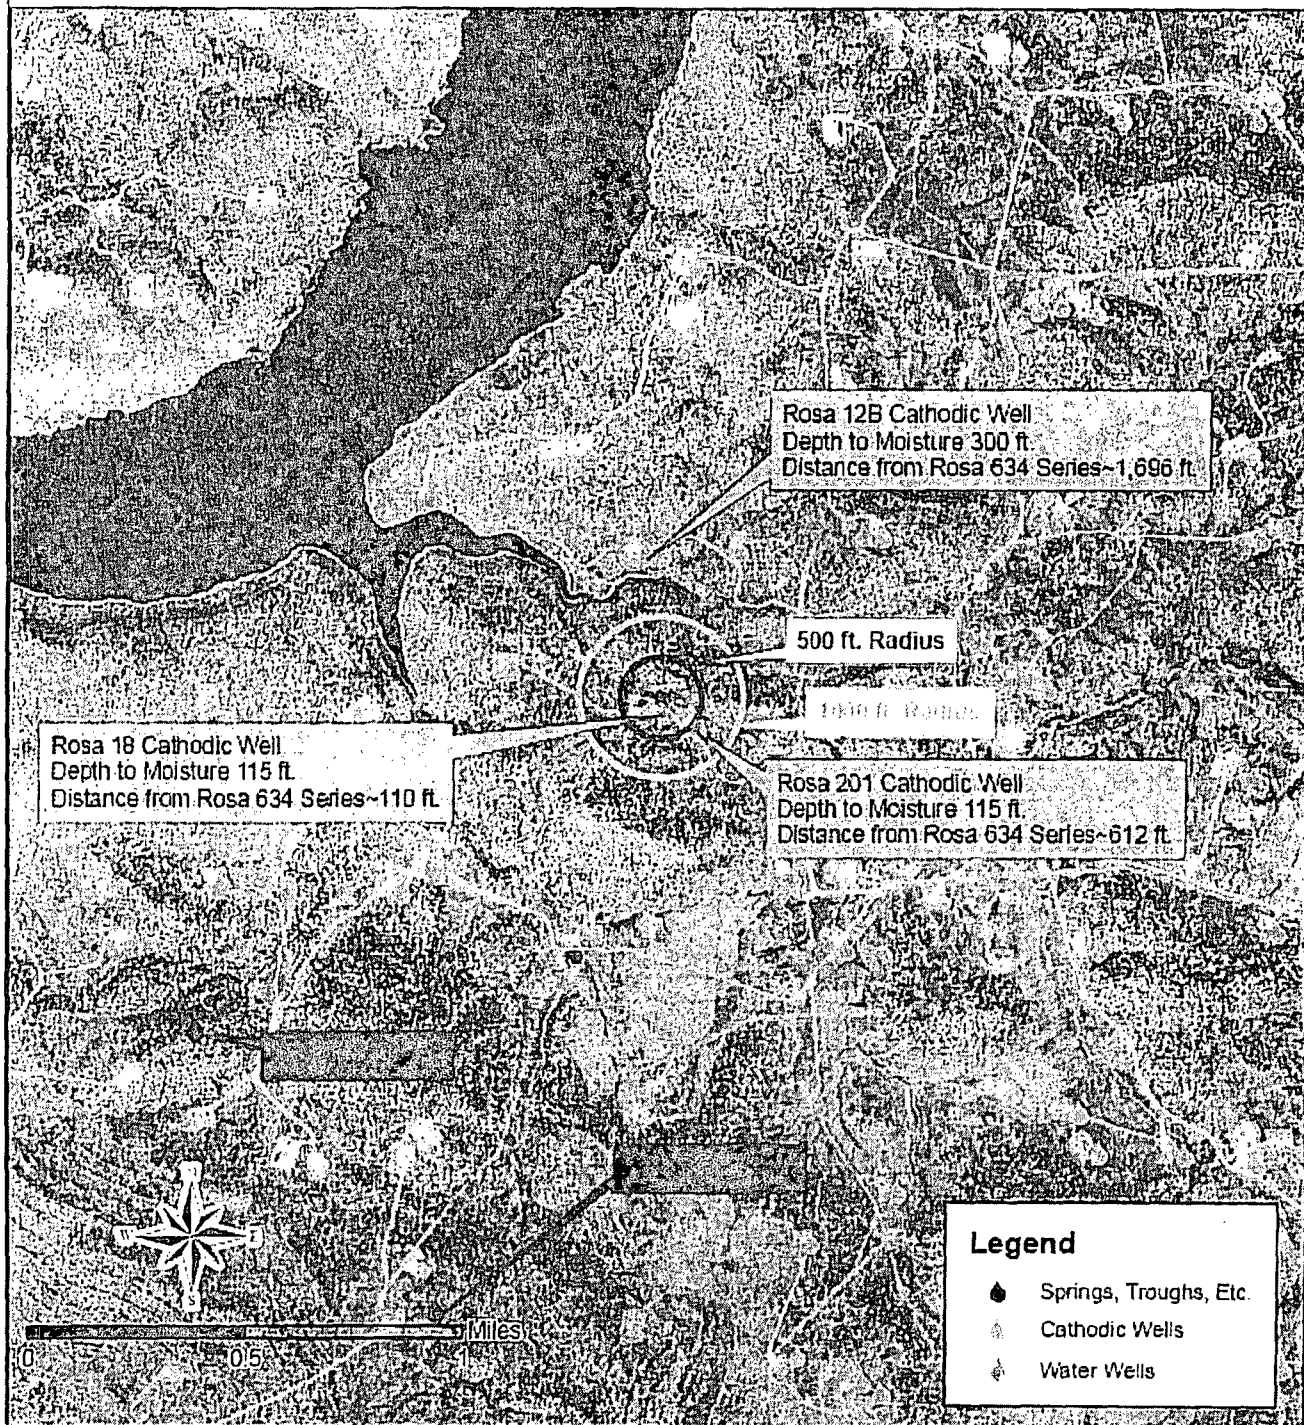 Rosa 12B Cathodic Well
Depth to Moisture 300 ft.
Distance from Rosa 634 Series~1,696 ft.
500 ft. Radius
1000 ft. Radius
Rosa 18 Cathodic Well
Depth to Moisture 115 ft.
Distance from Rosa 634 Series~110 ft.
Rosa 201 Cathodic Well
Depth to Moisture 115 ft.
Distance from Rosa 634 Series~612 ft.
N
W E
S
Miles
0 0.5 1
Legend
Springs, Troughs, Etc.
Cathodic Wells
Water Wells